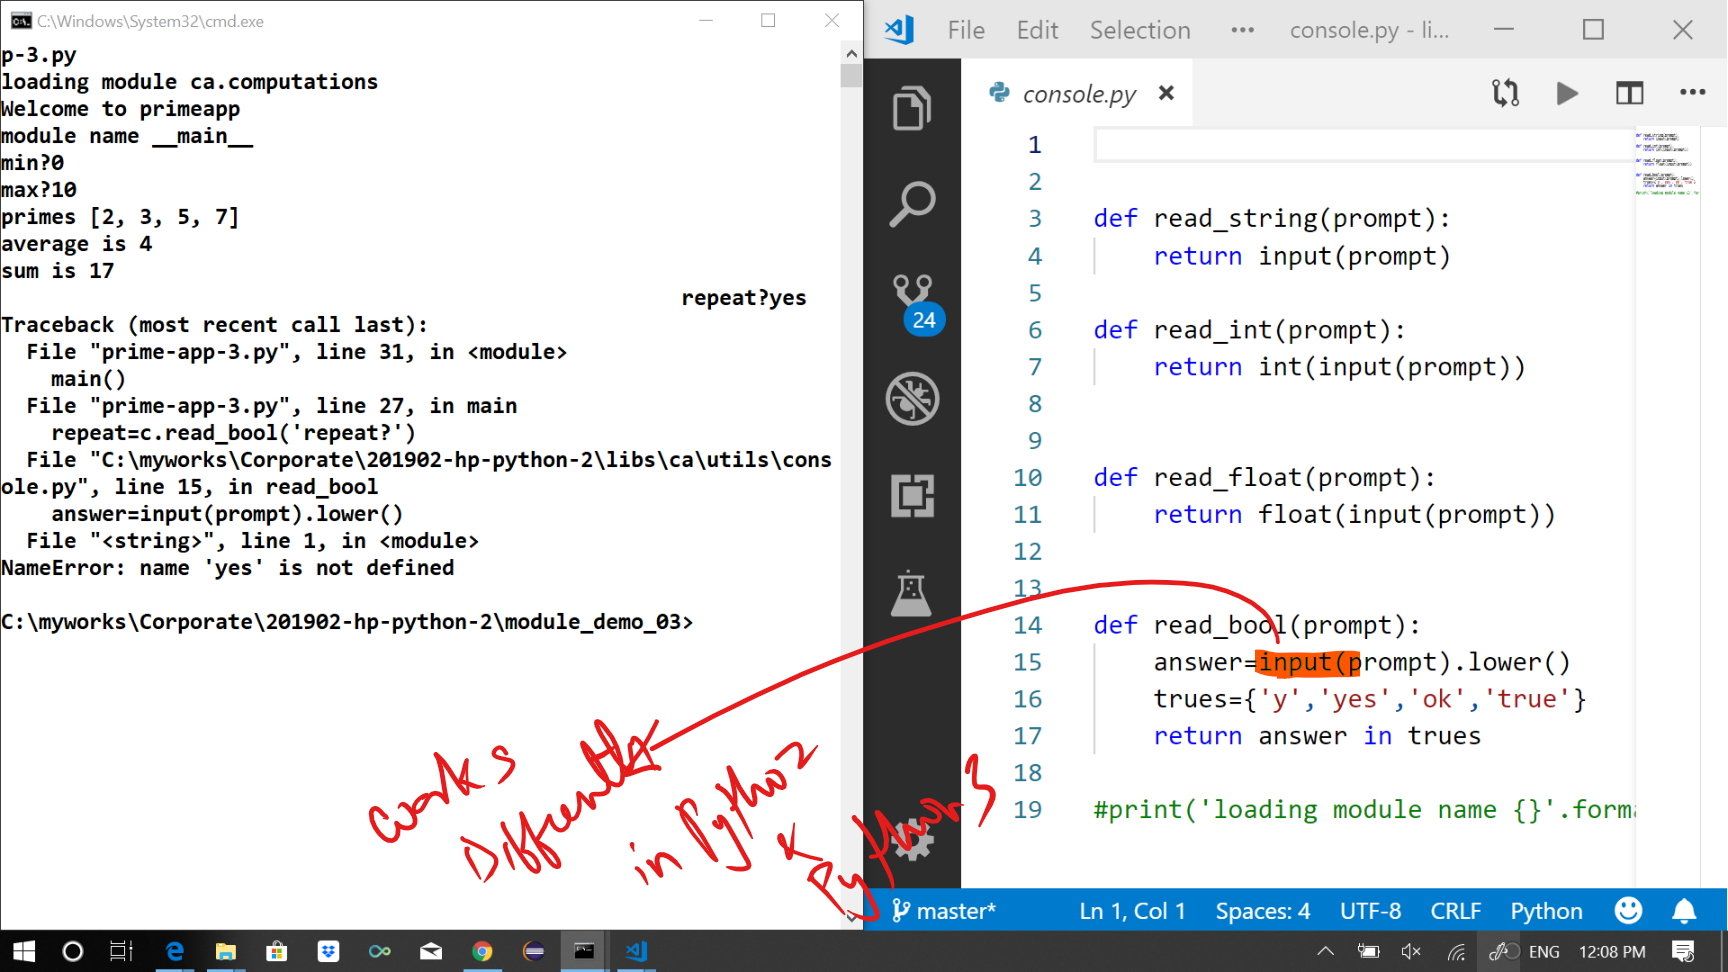 C:\Windows\System32\cmd.exe
p-3.py
loading module ca.computations
Welcome to primeapp
module name __main__
min?0
max?10
primes [2, 3, 5, 7]
average is 4
sum is 17
repeat?yes
Traceback (most recent call last):
  File "prime-app-3.py", line 31, in <module>
    main()
  File "prime-app-3.py", line 27, in main
    repeat=c.read_bool('repeat?')
  File "C:\myworks\Corporate\201902-hp-python-2\libs\ca\utils\cons
ole.py", line 15, in read_bool
    answer=input(prompt).lower()
  File "<string>", line 1, in <module>
NameError: name 'yes' is not defined
C:\myworks\Corporate\201902-hp-python-2\module_demo_03>
works
in
File Edit Selection ··· console.py - li...
console.py
24
1
2
3 def read_string(prompt):
4     return input(prompt)
5
6 def read_int(prompt):
7     return int(input(prompt))
8
9
10 def read_float(prompt):
11     return float(input(prompt))
12
13
14 def read_bool(prompt):
15     answer=input(prompt).lower()
16     trues={'y','yes','ok','true'}
17     return answer in trues
18
19 #print('loading module name {}'.forma
master* Ln 1, Col 1 Spaces: 4 UTF-8 CRLF Python
ENG 12:08 PM